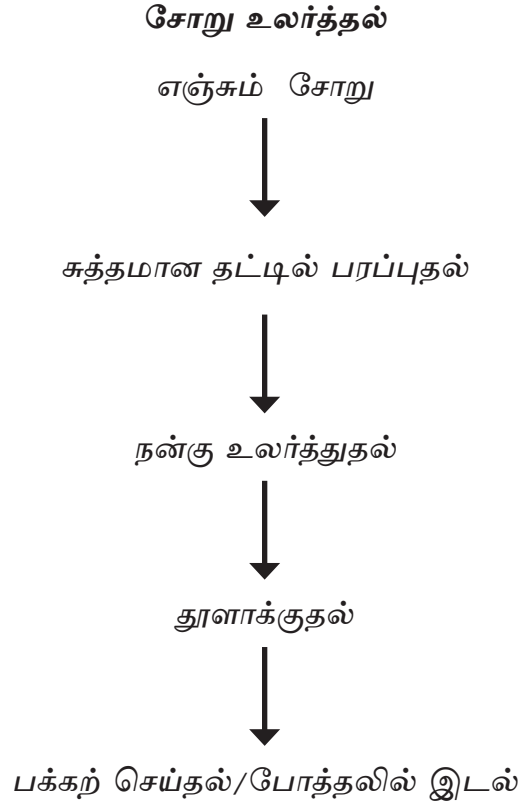 சோறு உலர்த்தல்
எஞ்சும் சோறு
சுத்தமான தட்டில் பரப்புதல்
நன்கு உலர்த்துதல்
தூளாக்குதல்
பக்கற் செய்தல்/போத்தலில் இடல்